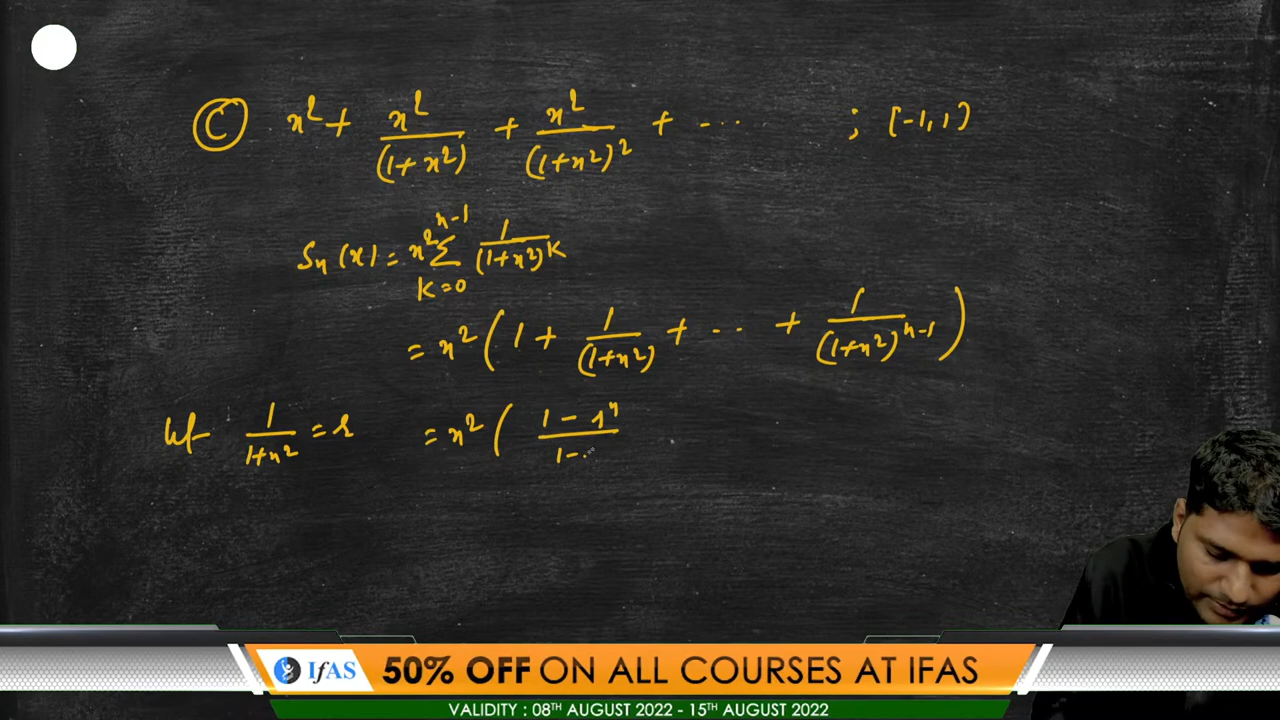 (C) x² + x²/(1+x²) + x²/(1+x²)² + ... ; [-1,1]
Sₙ(x) = x² Σ_{k=0}^{n-1} 1/(1+x²)^k
= x² ( 1 + 1/(1+x²) + ... + 1/(1+x²)^{n-1} )
let 1/(1+x²) = r = x² ( (1 - r^n)/(1-
IfAS 50% OFF ON ALL COURSES AT IFAS
VALIDITY : 08TH AUGUST 2022 - 15TH AUGUST 2022